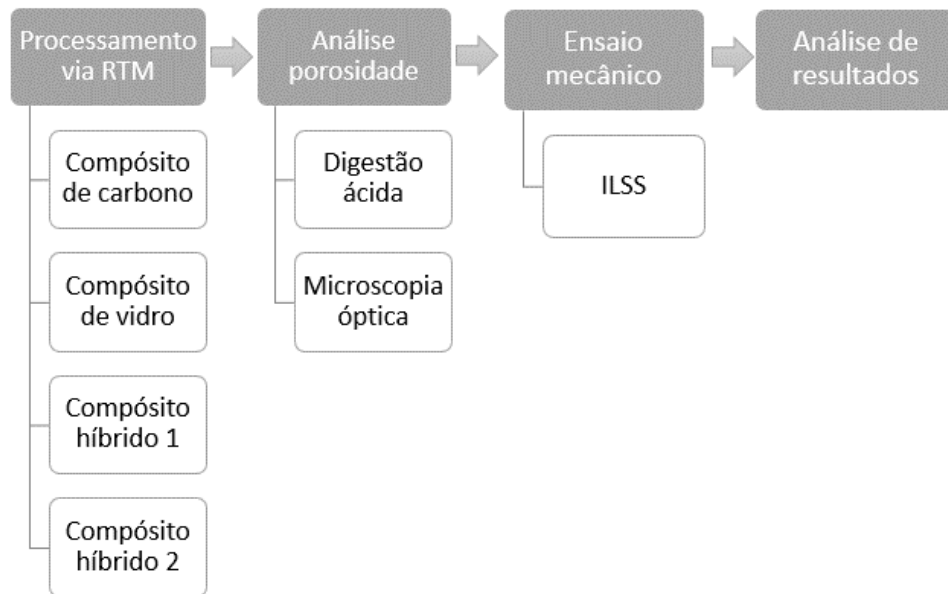 Processamento
via RTM
Análise
porosidade
Ensaio
mecânico
Análise de
resultados
Compósito
de carbono
Compósito
de vidro
Compósito
híbrido 1
Compósito
híbrido 2
Digestão
ácida
Microscopia
óptica
ILSS